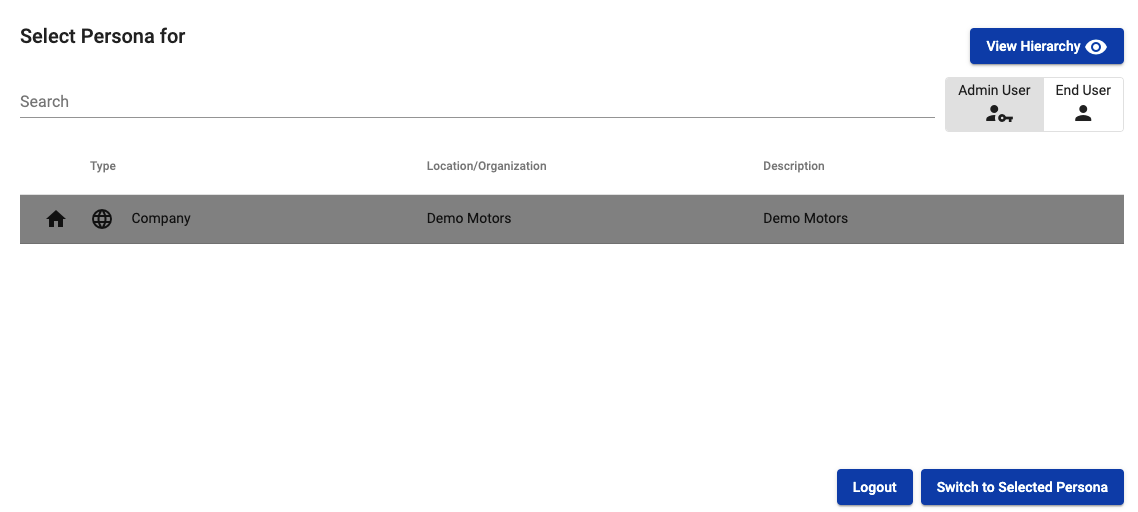 Select Persona for
View Hierarchy
Search
Admin User
End User
Type Location/Organization Description
Company Demo Motors Demo Motors
Logout
Switch to Selected Persona